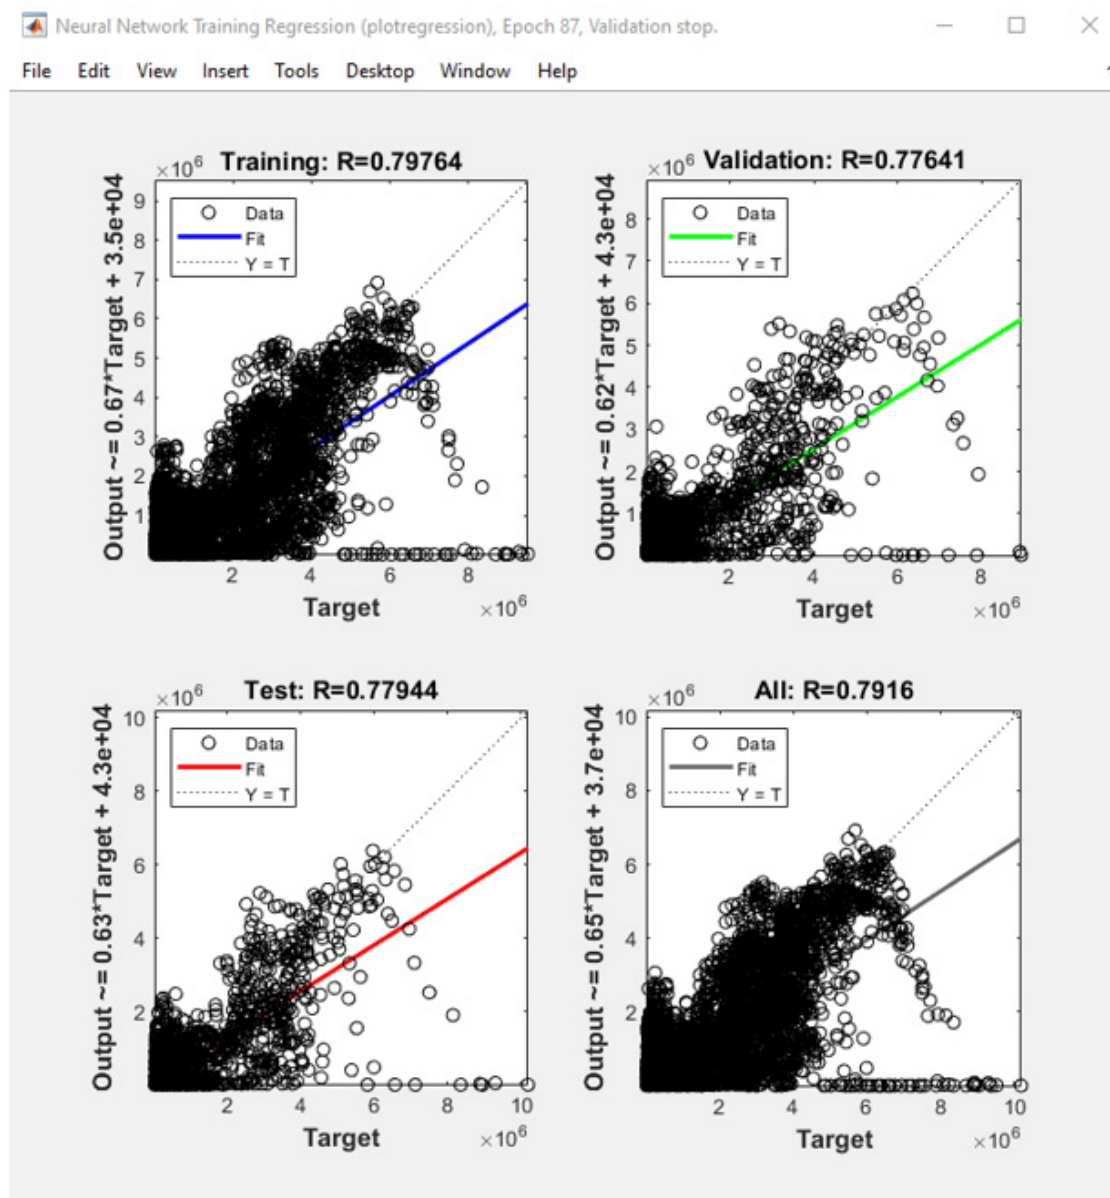 Neural Network Training Regression (plotregression), Epoch 87, Validation stop.
File Edit View Insert Tools Desktop Window Help
×10⁶
Training: R=0.79764
Output ~= 0.67*Target + 3.5e+04
9
8
7
6
5
4
3
2
1
Data
Fit
Y = T
2 4 6 8
Target
×10⁶
×10⁶
Validation: R=0.77641
Output ~= 0.62*Target + 4.3e+04
8
7
6
5
4
3
2
1
Data
Fit
Y = T
2 4 6 8
Target
×10⁶
×10⁶
Test: R=0.77944
Output ~= 0.63*Target + 4.3e+04
10
8
6
4
2
Data
Fit
Y = T
2 4 6 8 10
Target
×10⁶
×10⁶
All: R=0.7916
Output ~= 0.65*Target + 3.7e+04
10
8
6
4
2
Data
Fit
Y = T
2 4 6 8 10
Target
×10⁶